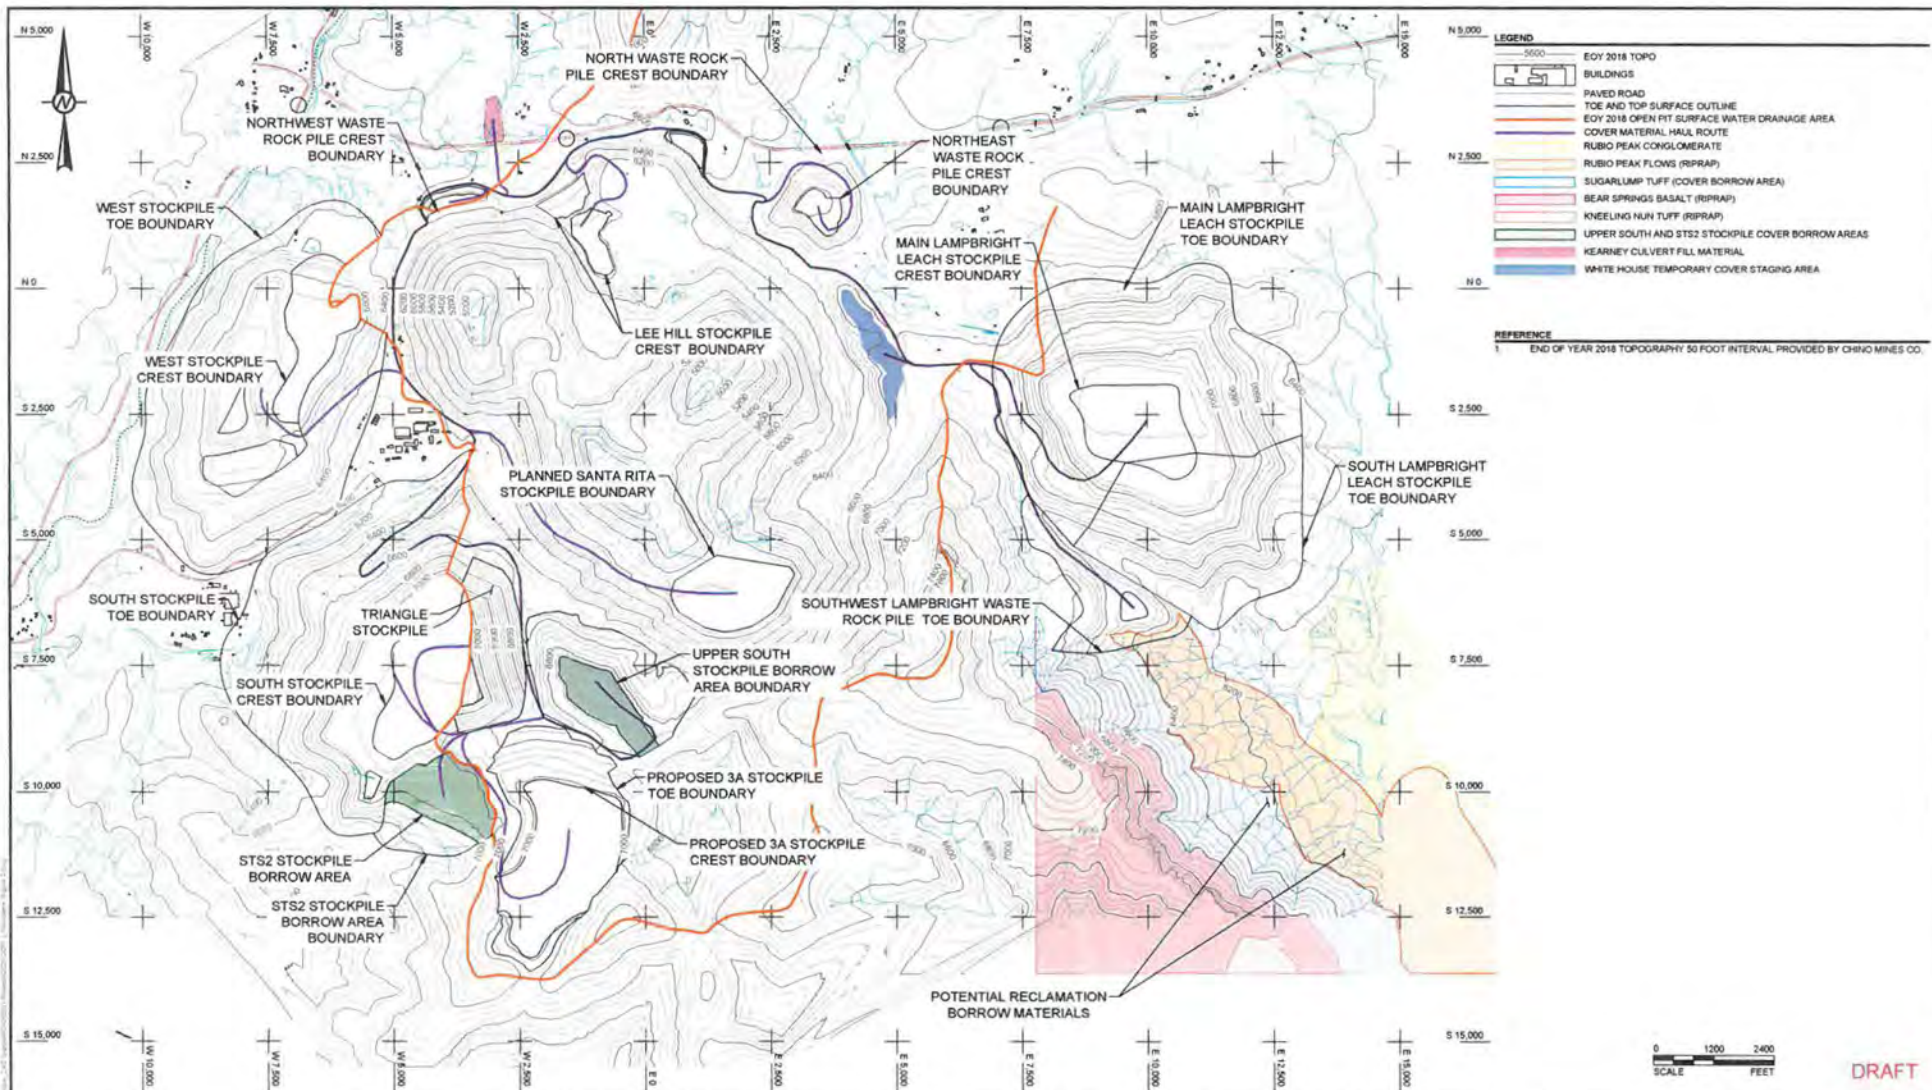 N 5,000
W 10,000
W 7,500
W 5,000
W 2,500
E 0
E 2,500
E 5,000
E 7,500
E 10,000
E 12,500
E 15,000
N 5,000
N
NORTH WASTE ROCK
PILE CREST BOUNDARY
NORTHWEST WASTE
ROCK PILE CREST
BOUNDARY
NORTHEAST
WASTE ROCK
PILE CREST
BOUNDARY
N 2,500
N 2,500
WEST STOCKPILE
TOE BOUNDARY
MAIN LAMPBRIGHT
LEACH STOCKPILE
TOE BOUNDARY
MAIN LAMPBRIGHT
LEACH STOCKPILE
CREST BOUNDARY
N 0
N 0
LEE HILL STOCKPILE
CREST BOUNDARY
WEST STOCKPILE
CREST BOUNDARY
S 2,500
S 2,500
PLANNED SANTA RITA
STOCKPILE BOUNDARY
SOUTH LAMPBRIGHT
LEACH STOCKPILE
TOE BOUNDARY
S 5,000
S 5,000
SOUTH STOCKPILE
TOE BOUNDARY
TRIANGLE
STOCKPILE
SOUTHWEST LAMPBRIGHT WASTE
ROCK PILE TOE BOUNDARY
S 7,500
S 7,500
UPPER SOUTH
STOCKPILE BORROW
AREA BOUNDARY
SOUTH STOCKPILE
CREST BOUNDARY
PROPOSED 3A STOCKPILE
TOE BOUNDARY
S 10,000
S 10,000
PROPOSED 3A STOCKPILE
CREST BOUNDARY
STS2 STOCKPILE
BORROW AREA
STS2 STOCKPILE
BORROW AREA
BOUNDARY
S 12,500
S 12,500
POTENTIAL RECLAMATION
BORROW MATERIALS
S 15,000
S 15,000
W 10,000
W 7,500
W 5,000
W 2,500
E 0
E 2,500
E 5,000
E 7,500
E 10,000
E 12,500
E 15,000
LEGEND
5600
EOY 2018 TOPO
BUILDINGS
PAVED ROAD
TOE AND TOP SURFACE OUTLINE
EOY 2018 OPEN PIT SURFACE WATER DRAINAGE AREA
COVER MATERIAL HAUL ROUTE
RUBIO PEAK CONGLOMERATE
RUBIO PEAK FLOWS (RIPRAP)
SUGARLUMP TUFF (COVER BORROW AREA)
BEAR SPRINGS BASALT (RIPRAP)
KNEELING NUN TUFF (RIPRAP)
UPPER SOUTH AND STS2 STOCKPILE COVER BORROW AREAS
KEARNEY CULVERT FILL MATERIAL
WHITE HOUSE TEMPORARY COVER STAGING AREA
REFERENCE
1 END OF YEAR 2018 TOPOGRAPHY 50 FOOT INTERVAL PROVIDED BY CHINO MINES CO.
0 1200 2400
SCALE FEET
DRAFT